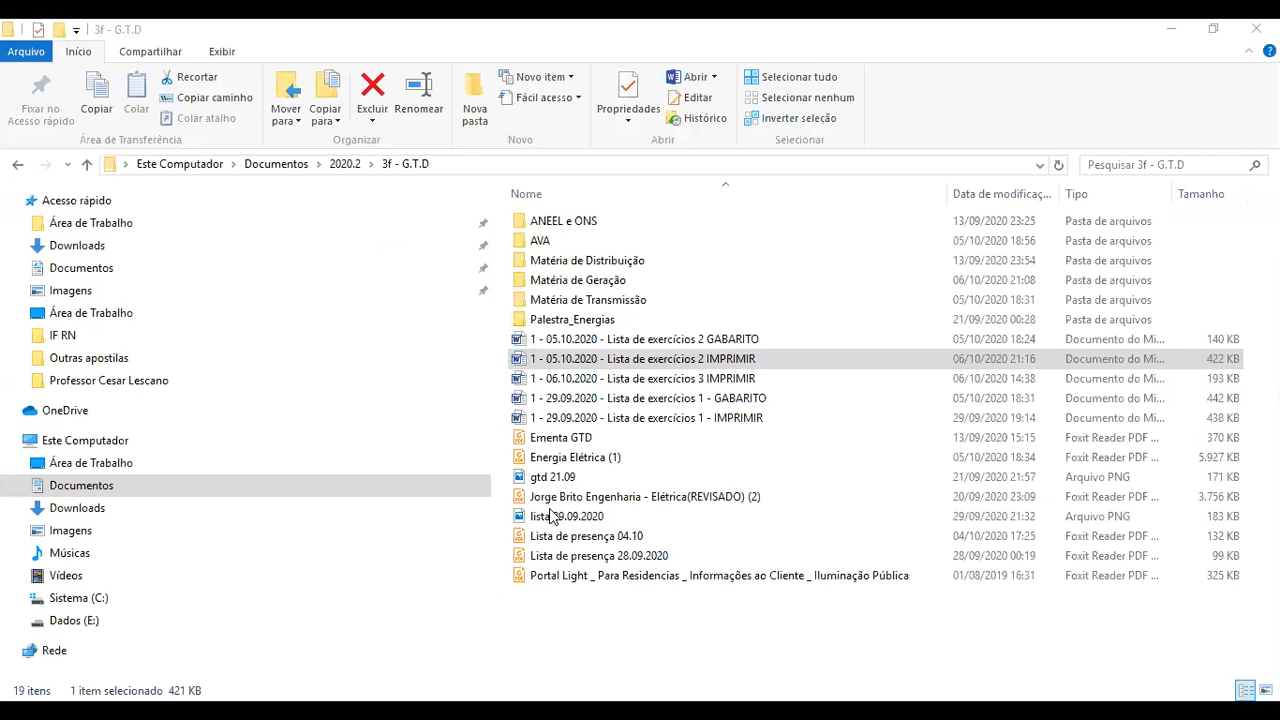 3f - G.T.D
Arquivo Início Compartilhar Exibir
Fixar no Acesso rápido
Copiar
Colar
Recortar
Copiar caminho
Colar atalho
Área de Transferência
Mover para
Copiar para
Excluir
Renomear
Organizar
Nova pasta
Novo item
Fácil acesso
Novo
Propriedades
Abrir
Editar
Histórico
Abrir
Selecionar tudo
Selecionar nenhum
Inverter seleção
Selecionar
Este Computador > Documentos > 2020.2 > 3f - G.T.D
Pesquisar 3f - G.T.D
Acesso rápido
Área de Trabalho
Downloads
Documentos
Imagens
Área de Trabalho
IF RN
Outras apostilas
Professor Cesar Lescano
OneDrive
Este Computador
Área de Trabalho
Documentos
Downloads
Imagens
Músicas
Vídeos
Sistema (C:)
Dados (E:)
Rede
Nome Data de modificaç... Tipo Tamanho
ANEEL e ONS 13/09/2020 23:25 Pasta de arquivos
AVA 05/10/2020 18:56 Pasta de arquivos
Matéria de Distribuição 13/09/2020 23:54 Pasta de arquivos
Matéria de Geração 06/10/2020 21:08 Pasta de arquivos
Matéria de Transmissão 05/10/2020 18:31 Pasta de arquivos
Palestra_Energias 21/09/2020 00:28 Pasta de arquivos
1 - 05.10.2020 - Lista de exercícios 2 GABARITO 05/10/2020 18:24 Documento do Mi... 140 KB
1 - 05.10.2020 - Lista de exercícios 2 IMPRIMIR 06/10/2020 21:16 Documento do Mi... 422 KB
1 - 06.10.2020 - Lista de exercícios 3 IMPRIMIR 06/10/2020 14:38 Documento do Mi... 193 KB
1 - 29.09.2020 - Lista de exercícios 1 - GABARITO 05/10/2020 18:31 Documento do Mi... 442 KB
1 - 29.09.2020 - Lista de exercícios 1 - IMPRIMIR 29/09/2020 19:14 Documento do Mi... 438 KB
Ementa GTD 13/09/2020 15:15 Foxit Reader PDF ... 370 KB
Energia Elétrica (1) 05/10/2020 18:34 Foxit Reader PDF ... 5.927 KB
gtd 21.09 21/09/2020 21:57 Arquivo PNG 171 KB
Jorge Brito Engenharia - Elétrica(REVISADO) (2) 20/09/2020 23:09 Foxit Reader PDF ... 3.756 KB
lista 29.09.2020 29/09/2020 21:32 Arquivo PNG 183 KB
Lista de presença 04.10 04/10/2020 17:25 Foxit Reader PDF ... 132 KB
Lista de presença 28.09.2020 28/09/2020 00:19 Foxit Reader PDF ... 99 KB
Portal Light _ Para Residencias _ Informações ao Cliente _ Iluminação Pública 01/08/2019 16:31 Foxit Reader PDF ... 325 KB
19 itens 1 item selecionado 421 KB